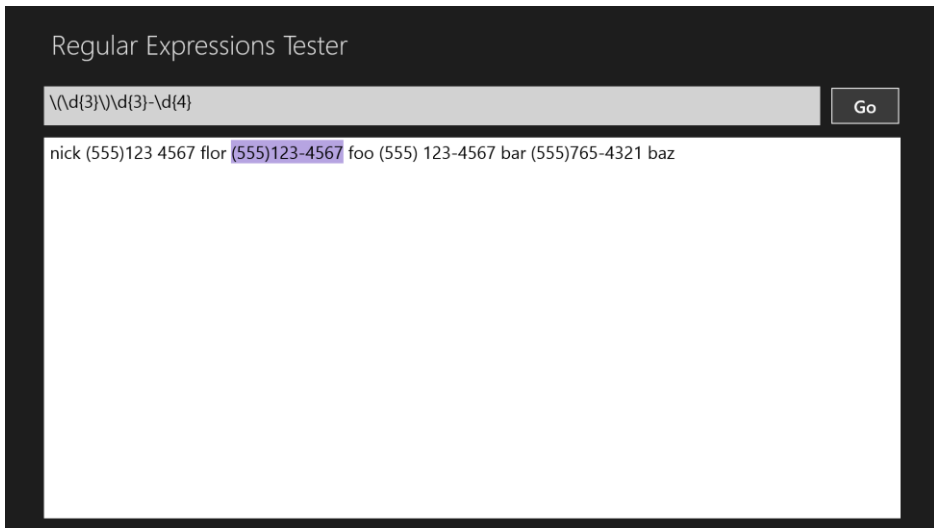 Regular Expressions Tester
\(\d{3}\)\d{3}-\d{4}
Go
nick (555)123 4567 flor (555)123-4567 foo (555) 123-4567 bar (555)765-4321 baz